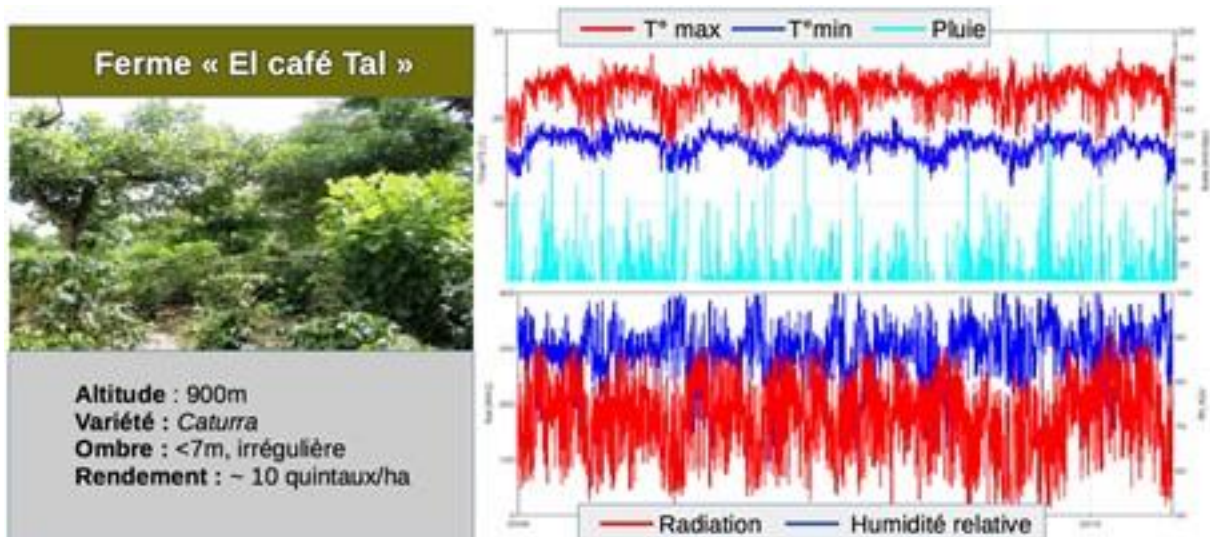 Ferme « El café Tal »
Altitude : 900m
Variété : Caturra
Ombre : <7m, irrégulière
Rendement : ~ 10 quintaux/ha
T° max T°min Pluie
Radiation Humidité relative